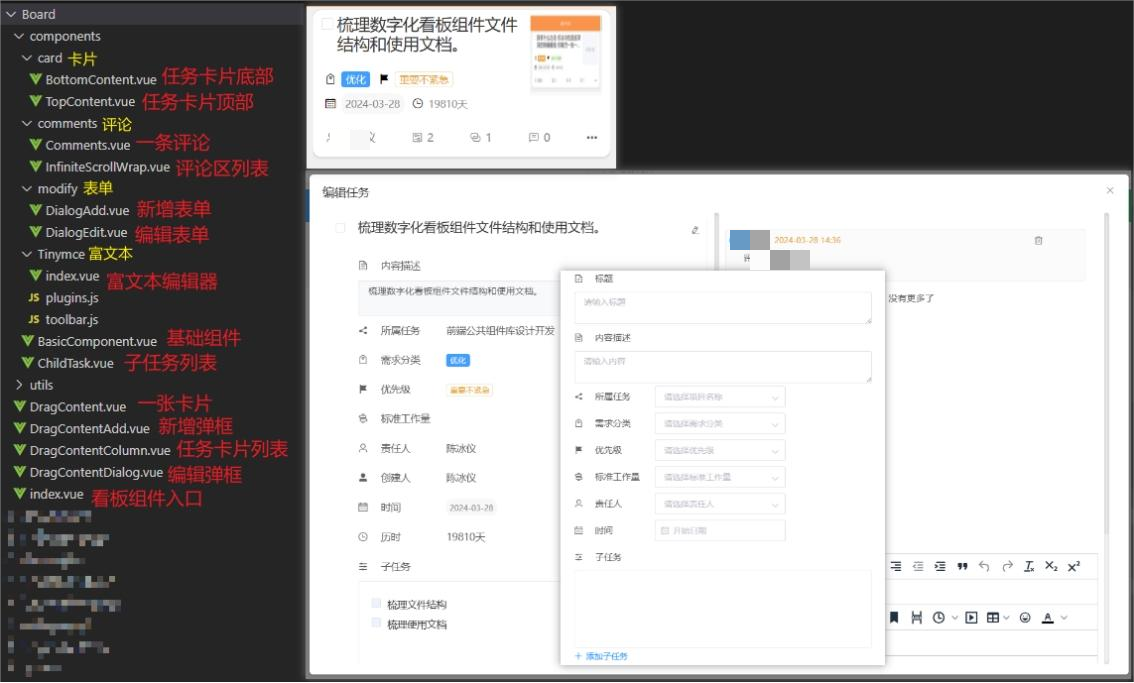 Board
components
card 卡片
BottomContent.vue 任务卡片底部
TopContent.vue 任务卡片顶部
comments 评论
Comments.vue 一条评论
InfiniteScrollWrap.vue 评论区列表
modify 表单
DialogAdd.vue 新增表单
DialogEdit.vue 编辑表单
Tinymce 富文本
index.vue 富文本编辑器
JS plugins.js
JS toolbar.js
BasicComponent.vue 基础组件
ChildTask.vue 子任务列表
utils
DragContent.vue 一张卡片
DragContentAdd.vue 新增弹框
DragContentColumn.vue 任务卡片列表
DragContentDialog.vue 编辑弹框
index.vue 看板组件入口
梳理数字化看板组件文件
结构和使用文档。
优化 重要不紧急
2024-03-28 19810天
2 1 0
编辑任务
梳理数字化看板组件文件结构和使用文档。
内容描述
梳理数字化看板组件文件结构和使用文档。
所属任务 前端公共组件库设计开发
需求分类 优化
优先级 重要不紧急
标准工作量
责任人 陈冰仪
创建人 陈冰仪
时间 2024-03-28
历时 19810天
子任务
梳理文件结构
梳理使用文档
2024-03-28 14:36
没有更多了
标题
请输入标题
内容描述
请输入内容
所属任务 请选择项目名称
需求分类 请选择需求分类
优先级 请选择优先级
标准工作量 请选择标准工作量
责任人 请选择责任人
时间 开始日期
子任务
+ 添加子任务